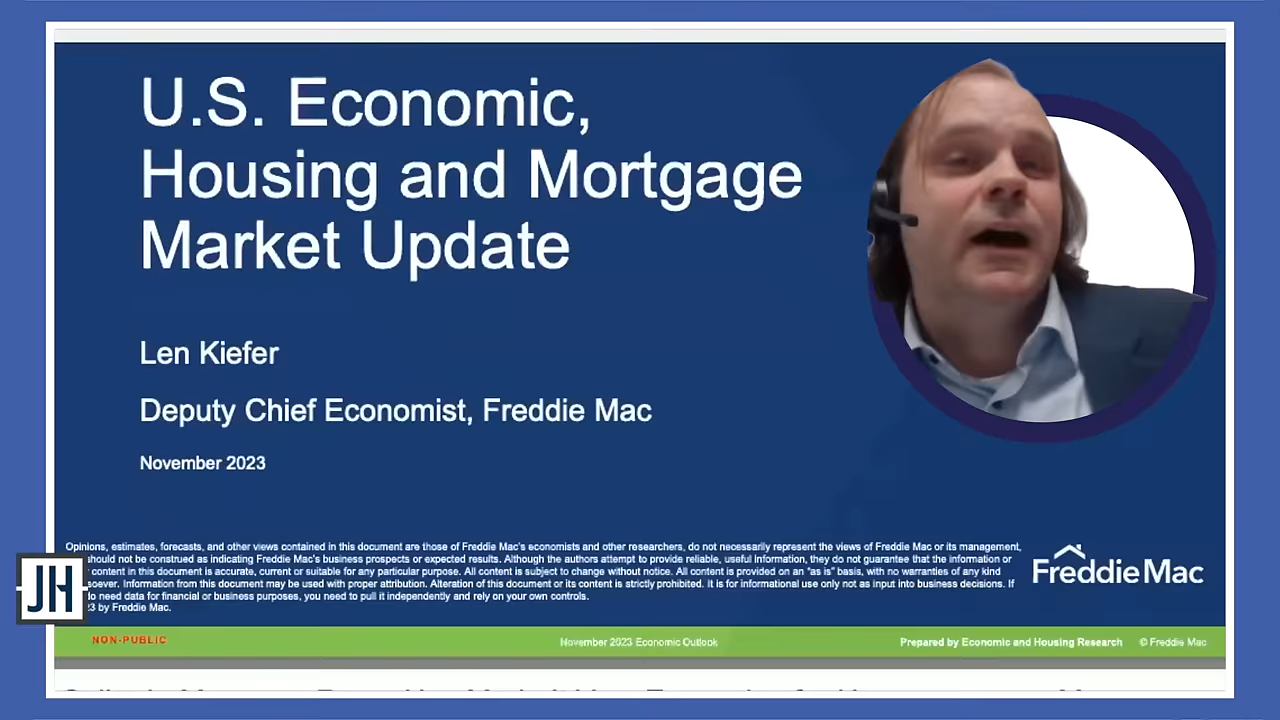 U.S. Economic,
Housing and Mortgage
Market Update
Len Kiefer
Deputy Chief Economist, Freddie Mac
November 2023
Opinions, estimates, forecasts, and other views contained in this document are those of Freddie Mac's economists and other researchers, do not necessarily represent the views of Freddie Mac or its management,
should not be construed as indicating Freddie Mac's business prospects or expected results. Although the authors attempt to provide reliable, useful information, they do not guarantee that the information or
content in this document is accurate, current or suitable for any particular purpose. All content is subject to change without notice. All content is provided on an "as is" basis, with no warranties of any kind
Information from this document may be used with proper attribution. Alteration of this document or its content is strictly prohibited. It is for informational use only not as input into business decisions. If
do need data for financial or business purposes, you need to pull it independently and rely on your own controls.
by Freddie Mac.
Freddie Mac
JH
NON-PUBLIC
November 2023 Economic Outlook
Prepared by Economic and Housing Research
© Freddie Mac